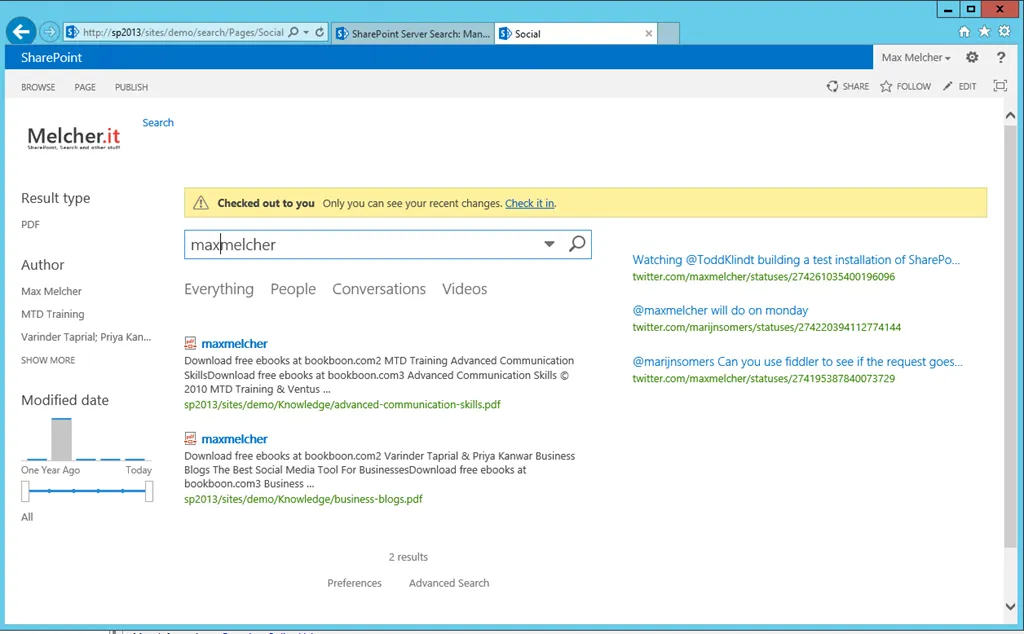 http://sp2013/sites/demo/search/Pages/Social
SharePoint Server Search: Man...
Social
SharePoint
Max Melcher
?
BROWSE
PAGE
PUBLISH
SHARE
FOLLOW
EDIT
Melcher.it
SharePoint, Search and other stuff
Search
Result type
PDF
Author
Max Melcher
MTD Training
Varinder Taprial; Priya Kan...
SHOW MORE
Modified date
One Year Ago
Today
All
Checked out to you Only you can see your recent changes. Check it in.
maxmelcher
Everything
People
Conversations
Videos
maxmelcher
Download free ebooks at bookboon.com2 MTD Training Advanced Communication
SkillsDownload free ebooks at bookboon.com3 Advanced Communication Skills ©
2010 MTD Training & Ventus ...
sp2013/sites/demo/Knowledge/advanced-communication-skills.pdf
maxmelcher
Download free ebooks at bookboon.com2 Varinder Taprial & Priya Kanwar Business
Blogs The Best Social Media Tool For BusinessesDownload free ebooks at
bookboon.com3 Business ...
sp2013/sites/demo/Knowledge/business-blogs.pdf
2 results
Preferences
Advanced Search
Watching @ToddKlindt building a test installation of SharePo...
twitter.com/maxmelcher/statuses/274261035400196096
@maxmelcher will do on monday
twitter.com/marijnsomers/statuses/274220394112774144
@marijnsomers Can you use fiddler to see if the request goes...
twitter.com/maxmelcher/statuses/274195387840073729